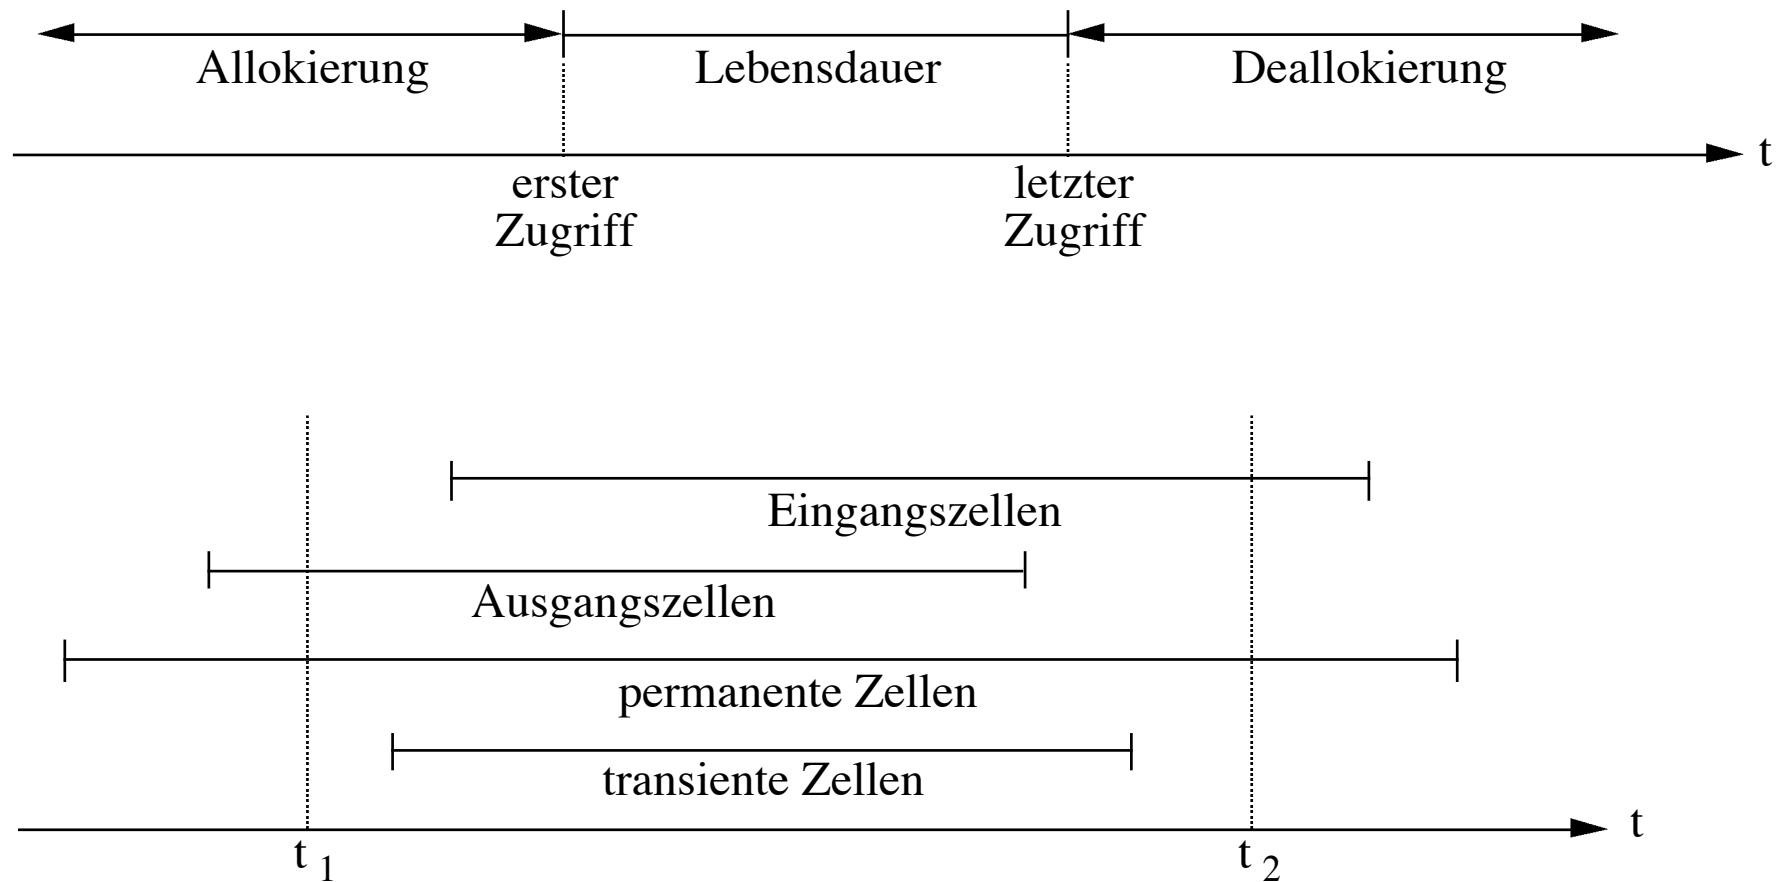 Allokierung
Lebensdauer
Deallokierung
t
erster
Zugriff
letzter
Zugriff
Eingangszellen
Ausgangszellen
permanente Zellen
transiente Zellen
t
t 1
t 2